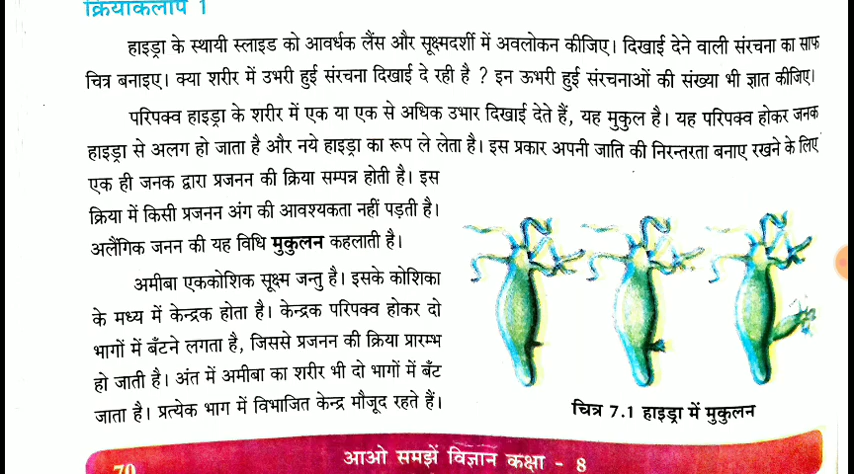 क्रियाकलाप 1
हाइड्रा के स्थायी स्लाइड को आवर्धक लैंस और सूक्ष्मदर्शी में अवलोकन कीजिए। दिखाई देने वाली संरचना का साफ
चित्र बनाइए। क्या शरीर में उभरी हुई संरचना दिखाई दे रही है ? इन ऊभरी हुई संरचनाओं की संख्या भी ज्ञात कीजिए।
परिपक्व हाइड्रा के शरीर में एक या एक से अधिक उभार दिखाई देते हैं, यह मुकुल है। यह परिपक्व होकर जनक
हाइड्रा से अलग हो जाता है और नये हाइड्रा का रूप ले लेता है। इस प्रकार अपनी जाति की निरन्तरता बनाए रखने के लिए
एक ही जनक द्वारा प्रजनन की क्रिया सम्पन्न होती है। इस
क्रिया में किसी प्रजनन अंग की आवश्यकता नहीं पड़ती है।
अलैंगिक जनन की यह विधि मुकुलन कहलाती है।
अमीबा एककोशिक सूक्ष्म जन्तु है। इसके कोशिका
के मध्य में केन्द्रक होता है। केन्द्रक परिपक्व होकर दो
भागों में बँटने लगता है, जिससे प्रजनन की क्रिया प्रारम्भ
हो जाती है। अंत में अमीबा का शरीर भी दो भागों में बँट
जाता है। प्रत्येक भाग में विभाजित केन्द्र मौजूद रहते हैं।
चित्र 7.1 हाइड्रा में मुकुलन
70
आओ समझें विज्ञान कक्षा - 8